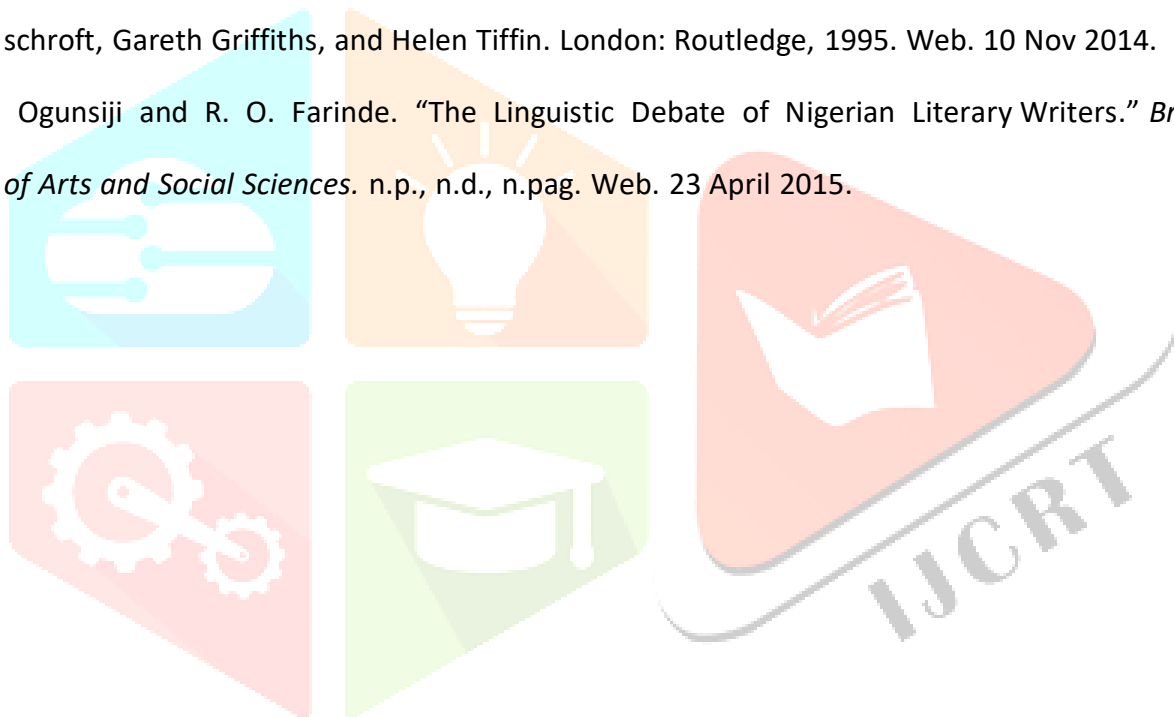 schroft, Gareth Griffiths, and Helen Tiffin. London: Routledge, 1995. Web. 10 Nov 2014.
Ogunsiji and R. O. Farinde. “The Linguistic Debate of Nigerian Literary Writers.” Br
of Arts and Social Sciences. n.p., n.d., n.pag. Web. 23 April 2015.
IJCRT